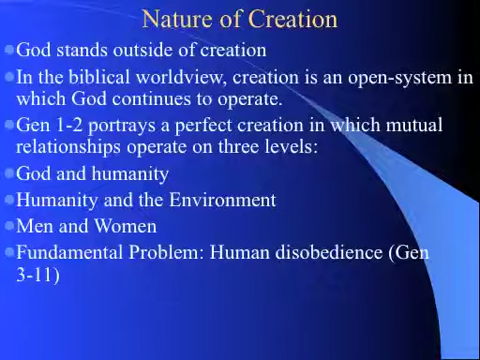 Nature of Creation
God stands outside of creation
In the biblical worldview, creation is an open-system in
which God continues to operate.
Gen 1-2 portrays a perfect creation in which mutual
relationships operate on three levels:
God and humanity
Humanity and the Environment
Men and Women
Fundamental Problem: Human disobedience (Gen
3-11)